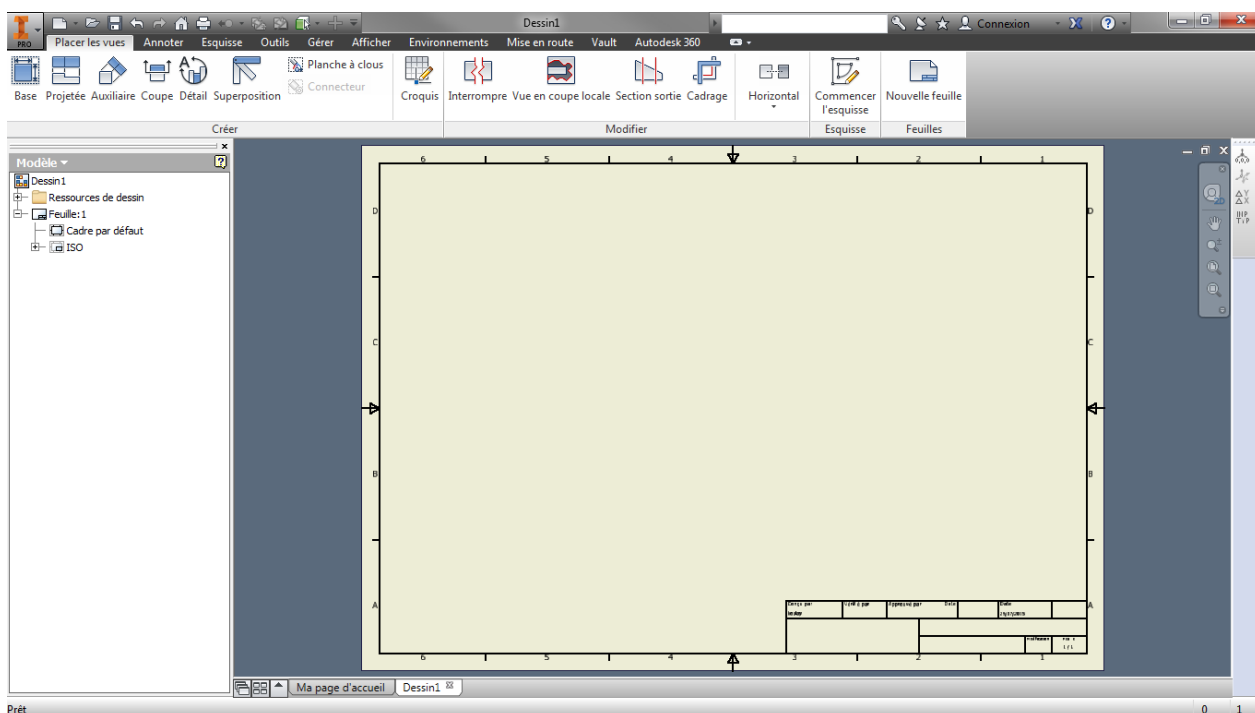 Dessin1
Connexion
PRO
Placer les vues Annoter Esquisse Outils Gérer Afficher Environnements Mise en route Vault Autodesk 360
Base Projetée Auxiliaire Coupe Détail Superposition
Planche à clous
Connecteur
Croquis Interrompre Vue en coupe locale Section sortie Cadrage Horizontal
Commencer
l'esquisse
Nouvelle feuille
Créer Modifier Esquisse Feuilles
Modèle
Dessin1
Ressources de dessin
Feuille:1
Cadre par défaut
ISO
6 5 4 3 2 1
D D
C C
B B
A A
6 5 4 3 2 1
Ma page d'accueil Dessin1
Prêt 0 1